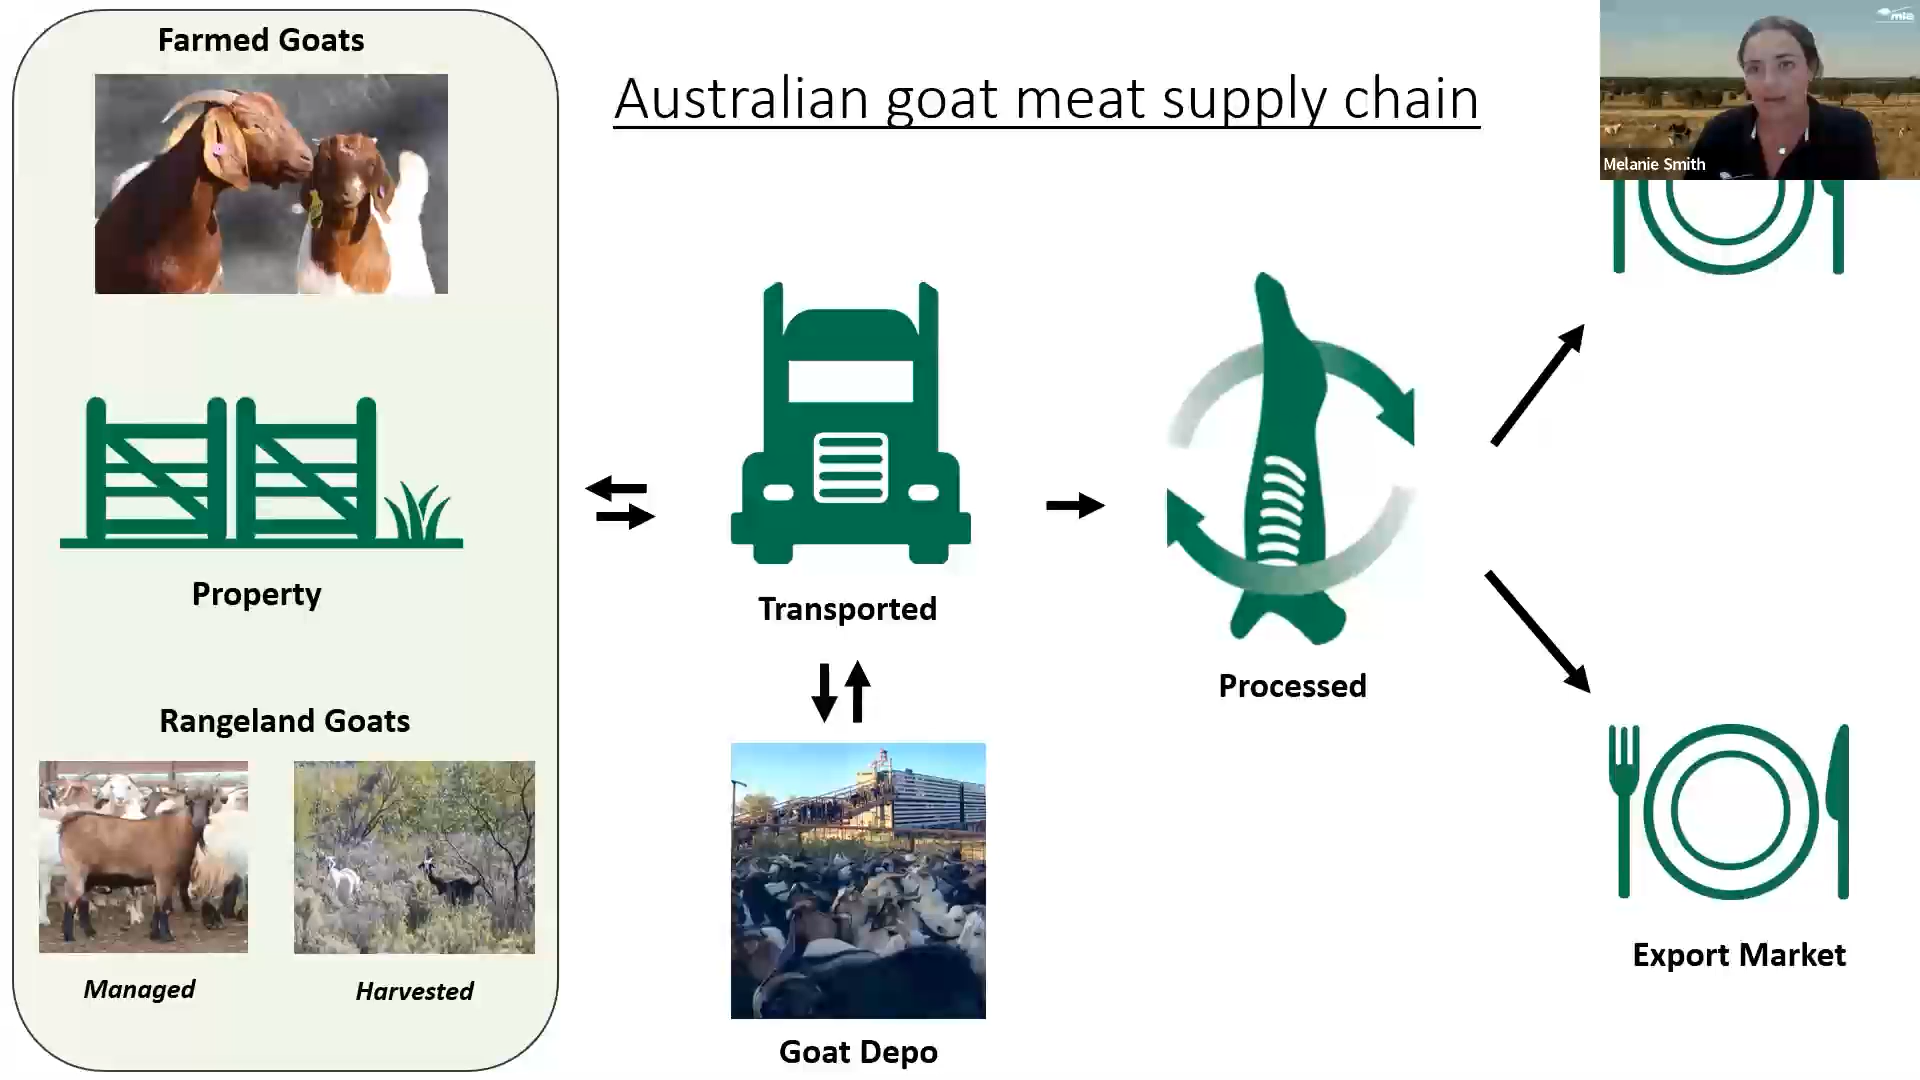 Farmed Goats
Australian goat meat supply chain
mla
Melanie Smith
Property
Transported
Processed
Rangeland Goats
Managed
Harvested
Goat Depo
Export Market